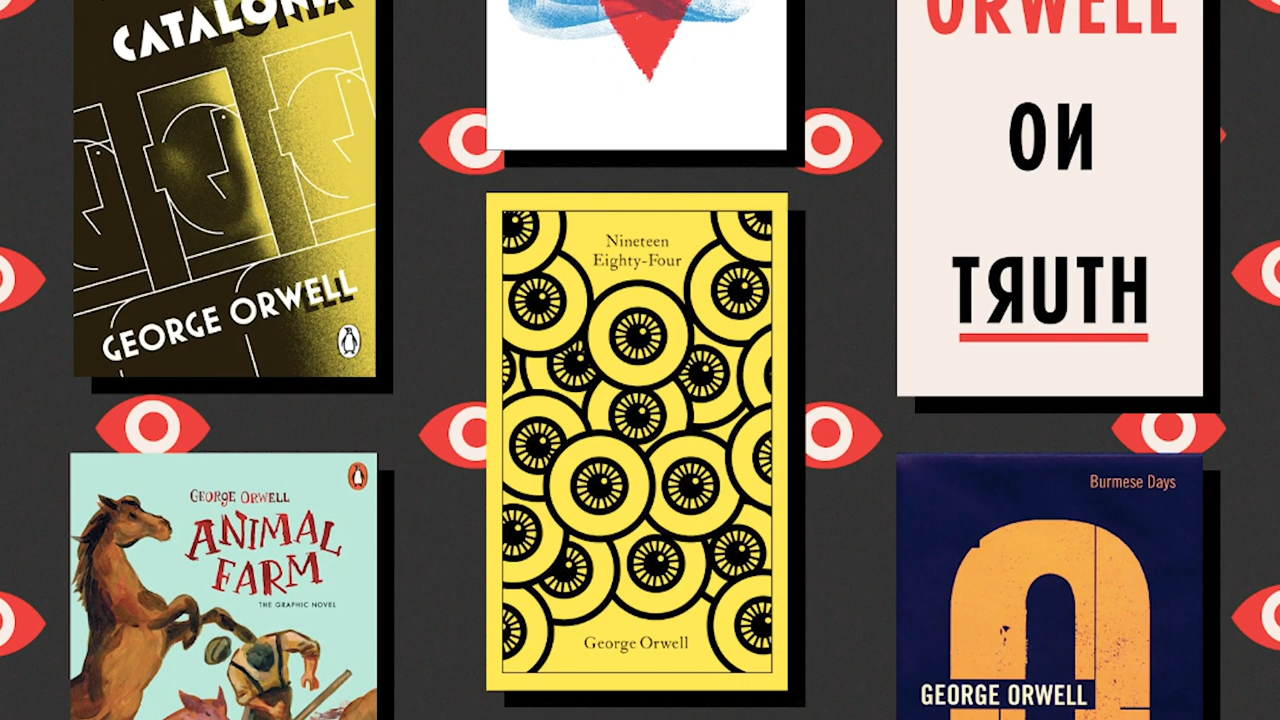 CATALONIA
GEORGE ORWELL
ORWELL
ON
TRUTH
Nineteen
Eighty-Four
George Orwell
GEORGE ORWELL
ANIMAL
FARM
THE GRAPHIC NOVEL
Burmese Days
GEORGE ORWELL